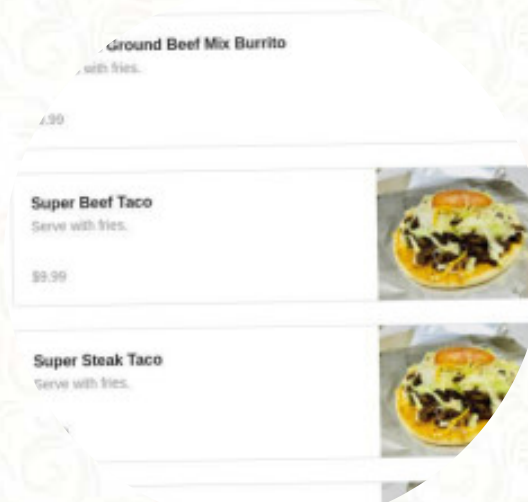 Ground Beef Mix Burrito
with fries.
.99
Super Beef Taco
Serve with fries.
$9.99
Super Steak Taco
Serve with fries.